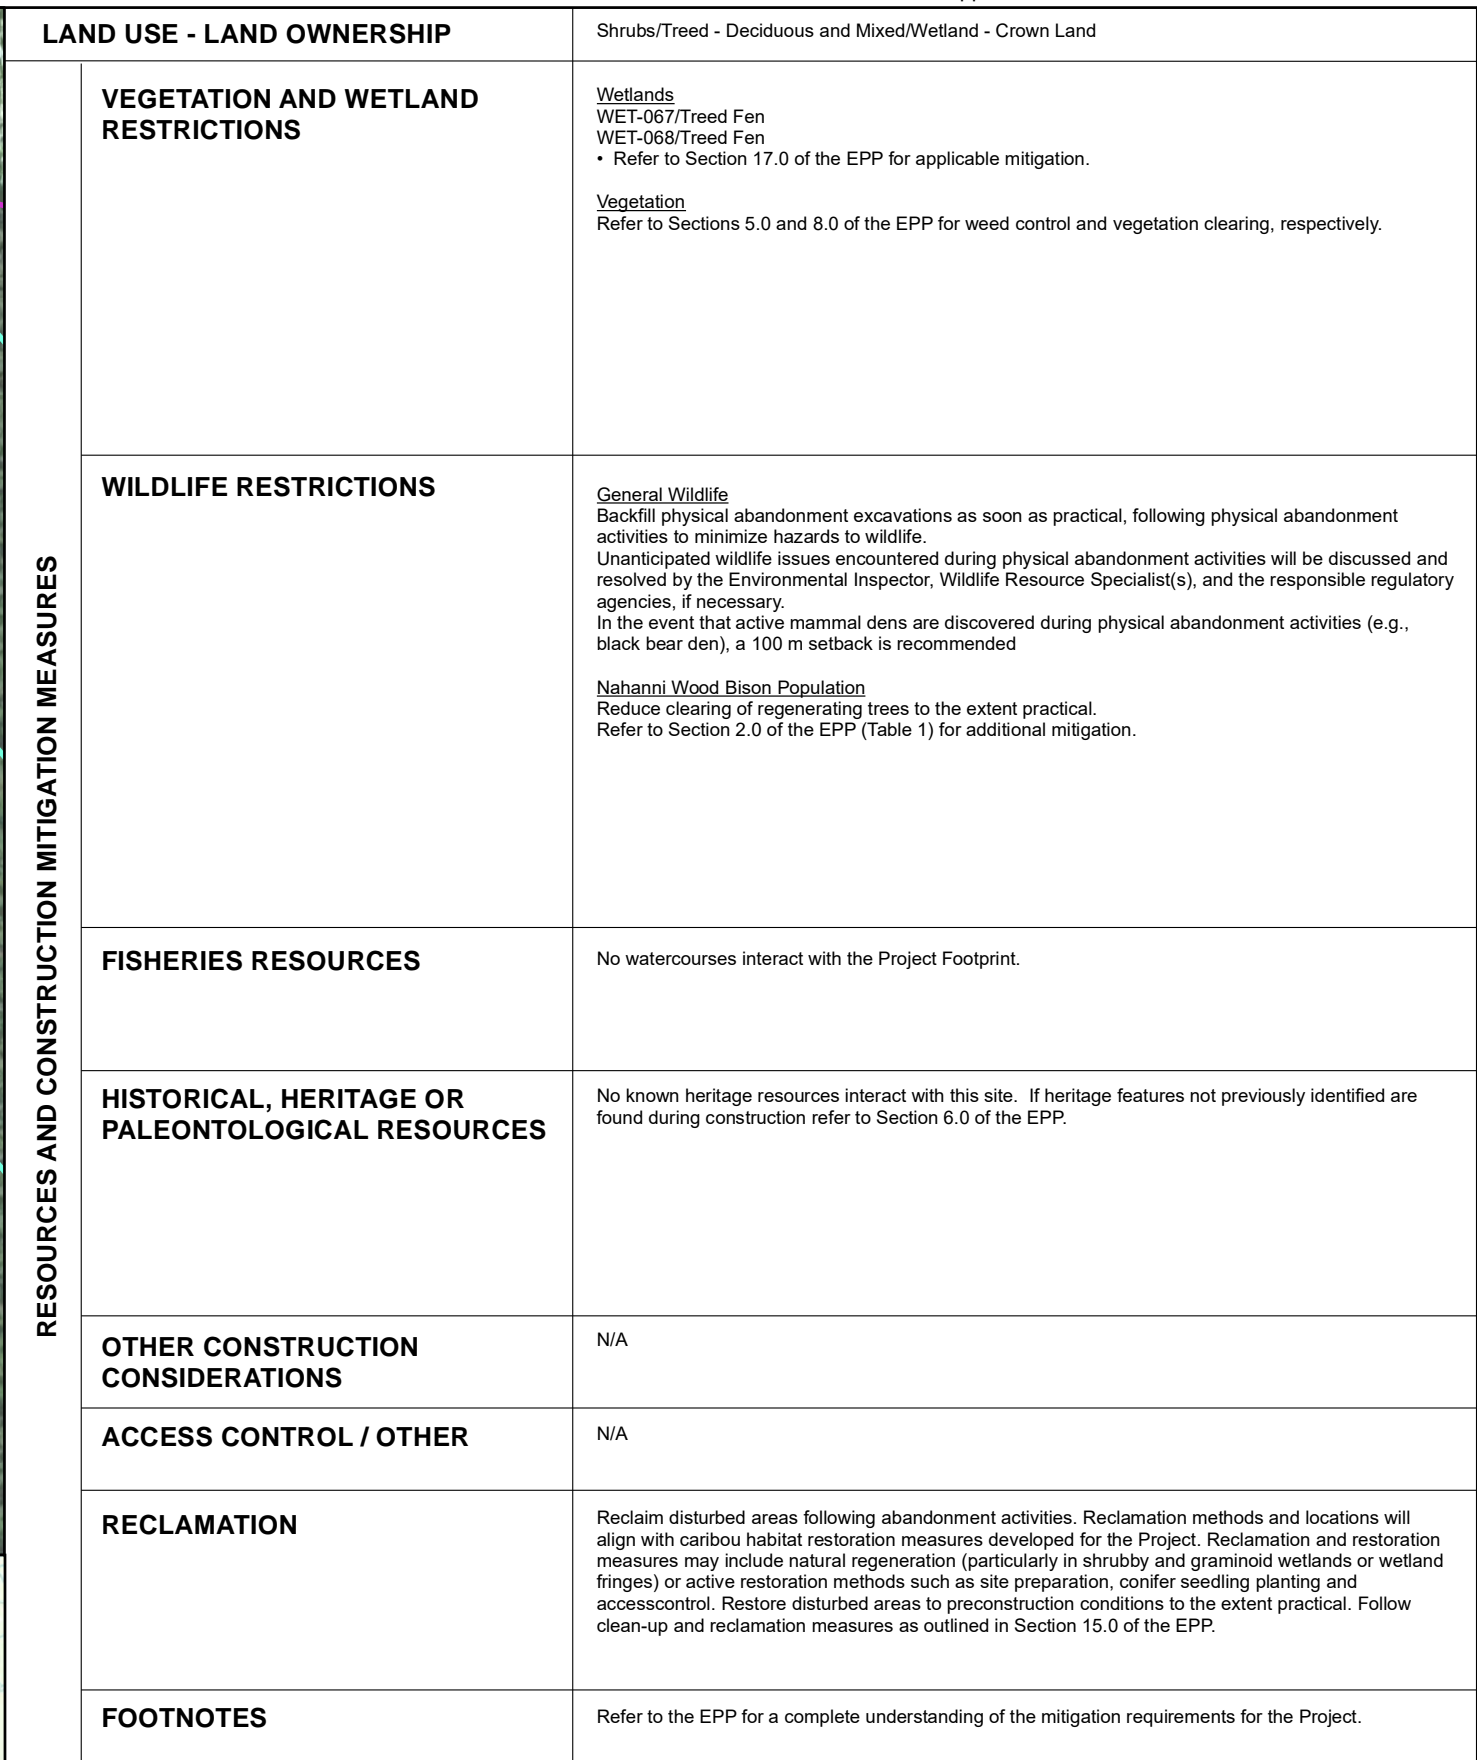 LAND USE - LAND OWNERSHIP
Shrubs/Treed - Deciduous and Mixed/Wetland - Crown Land
RESOURCES AND CONSTRUCTION MITIGATION MEASURES
VEGETATION AND WETLAND
RESTRICTIONS
Wetlands
WET-067/Treed Fen
WET-068/Treed Fen
• Refer to Section 17.0 of the EPP for applicable mitigation.
Vegetation
Refer to Sections 5.0 and 8.0 of the EPP for weed control and vegetation clearing, respectively.
WILDLIFE RESTRICTIONS
General Wildlife
Backfill physical abandonment excavations as soon as practical, following physical abandonment
activities to minimize hazards to wildlife.
Unanticipated wildlife issues encountered during physical abandonment activities will be discussed and
resolved by the Environmental Inspector, Wildlife Resource Specialist(s), and the responsible regulatory
agencies, if necessary.
In the event that active mammal dens are discovered during physical abandonment activities (e.g.,
black bear den), a 100 m setback is recommended
Nahanni Wood Bison Population
Reduce clearing of regenerating trees to the extent practical.
Refer to Section 2.0 of the EPP (Table 1) for additional mitigation.
FISHERIES RESOURCES
No watercourses interact with the Project Footprint.
HISTORICAL, HERITAGE OR
PALEONTOLOGICAL RESOURCES
No known heritage resources interact with this site.  If heritage features not previously identified are
found during construction refer to Section 6.0 of the EPP.
OTHER CONSTRUCTION
CONSIDERATIONS
N/A
ACCESS CONTROL / OTHER
N/A
RECLAMATION
Reclaim disturbed areas following abandonment activities. Reclamation methods and locations will
align with caribou habitat restoration measures developed for the Project. Reclamation and restoration
measures may include natural regeneration (particularly in shrubby and graminoid wetlands or wetland
fringes) or active restoration methods such as site preparation, conifer seedling planting and
accesscontrol. Restore disturbed areas to preconstruction conditions to the extent practical. Follow
clean-up and reclamation measures as outlined in Section 15.0 of the EPP.
FOOTNOTES
Refer to the EPP for a complete understanding of the mitigation requirements for the Project.